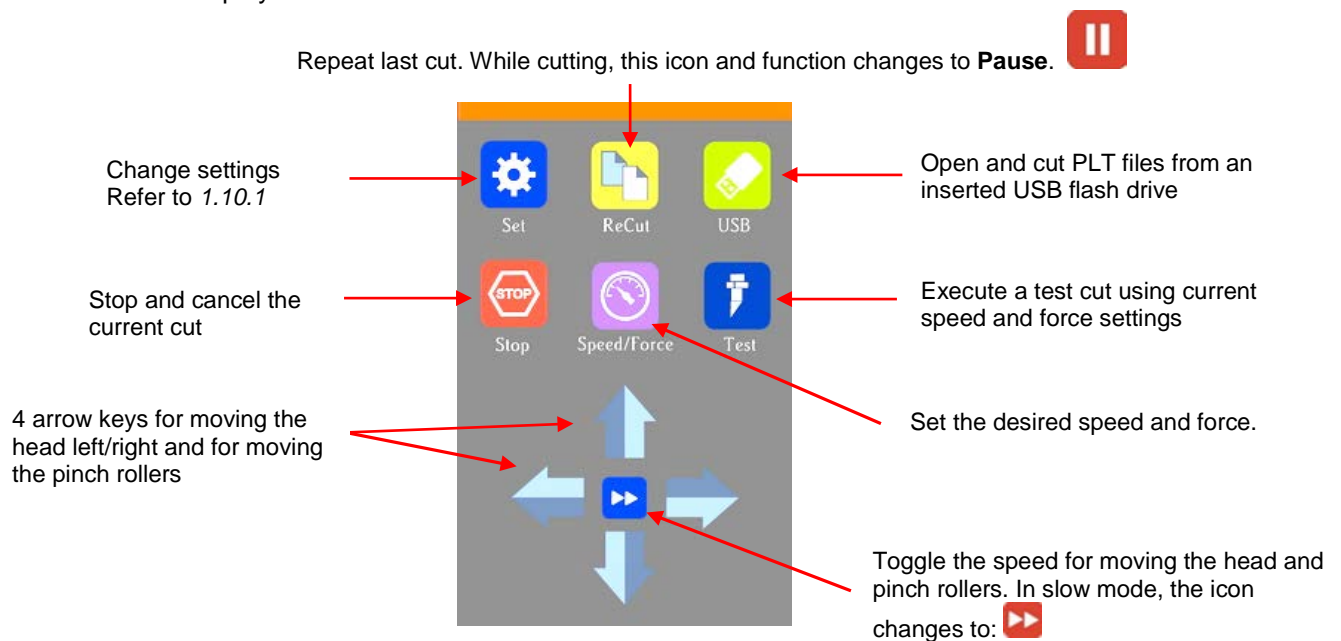 Repeat last cut. While cutting, this icon and function changes to Pause.
Change settings
Refer to 1.10.1
Open and cut PLT files from an
inserted USB flash drive
Set
ReCut
USB
Stop and cancel the
current cut
STOP
Execute a test cut using current
speed and force settings
Stop
Speed/Force
Test
4 arrow keys for moving the
head left/right and for moving
the pinch rollers
Set the desired speed and force.
Toggle the speed for moving the head and
pinch rollers. In slow mode, the icon
changes to: